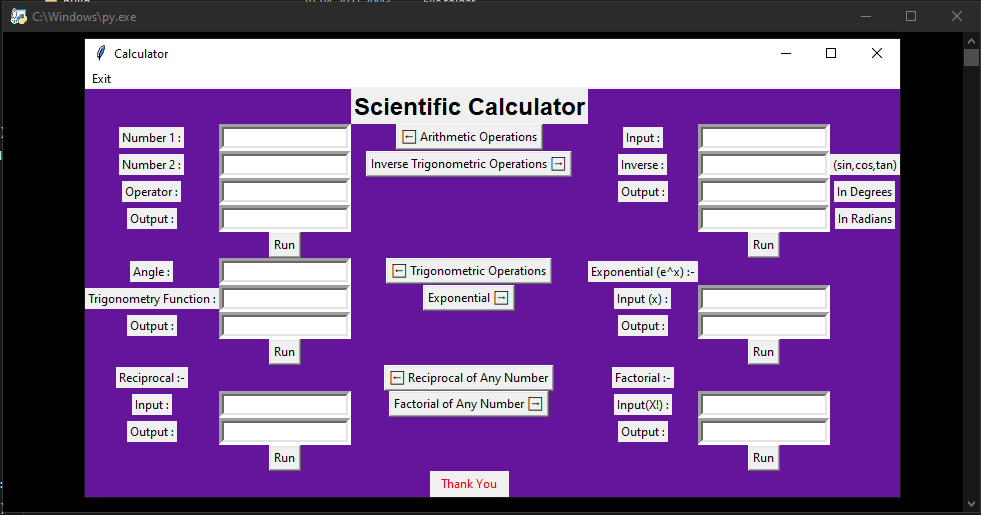 C:\Windows\py.exe
Calculator
Exit
Scientific Calculator
Number 1 :
← Arithmetic Operations
Input :
Number 2 :
Inverse Trigonometric Operations →
Inverse :
(sin,cos,tan)
Operator :
Output :
In Degrees
Output :
In Radians
Run
Run
Angle :
← Trigonometric Operations
Exponential (e^x) :-
Trigonometry Function :
Exponential →
Input (x) :
Output :
Output :
Run
Run
Reciprocal :-
← Reciprocal of Any Number
Factorial :-
Input :
Factorial of Any Number →
Input(X!) :
Output :
Output :
Run
Run
Thank You